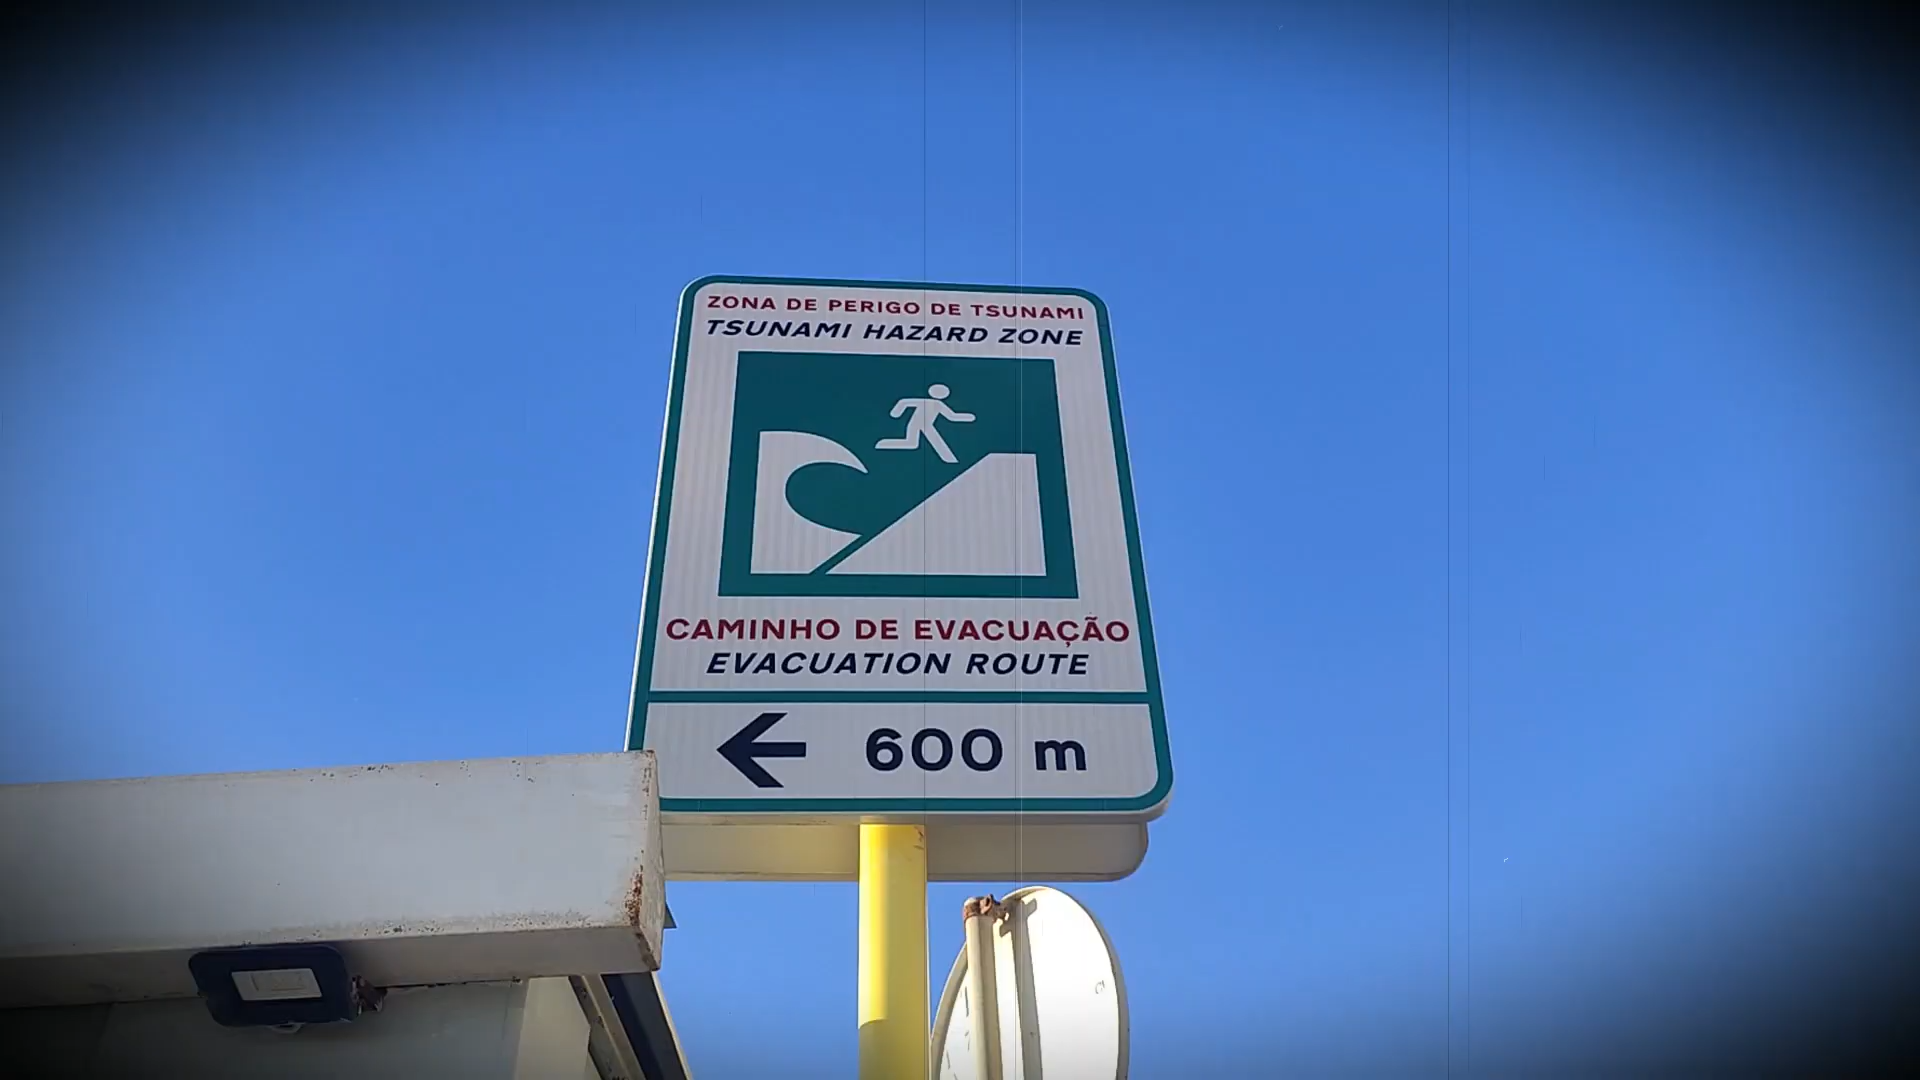 ZONA DE PERIGO DE TSUNAMI
TSUNAMI HAZARD ZONE
CAMINHO DE EVACUAÇÃO
EVACUATION ROUTE
600 m